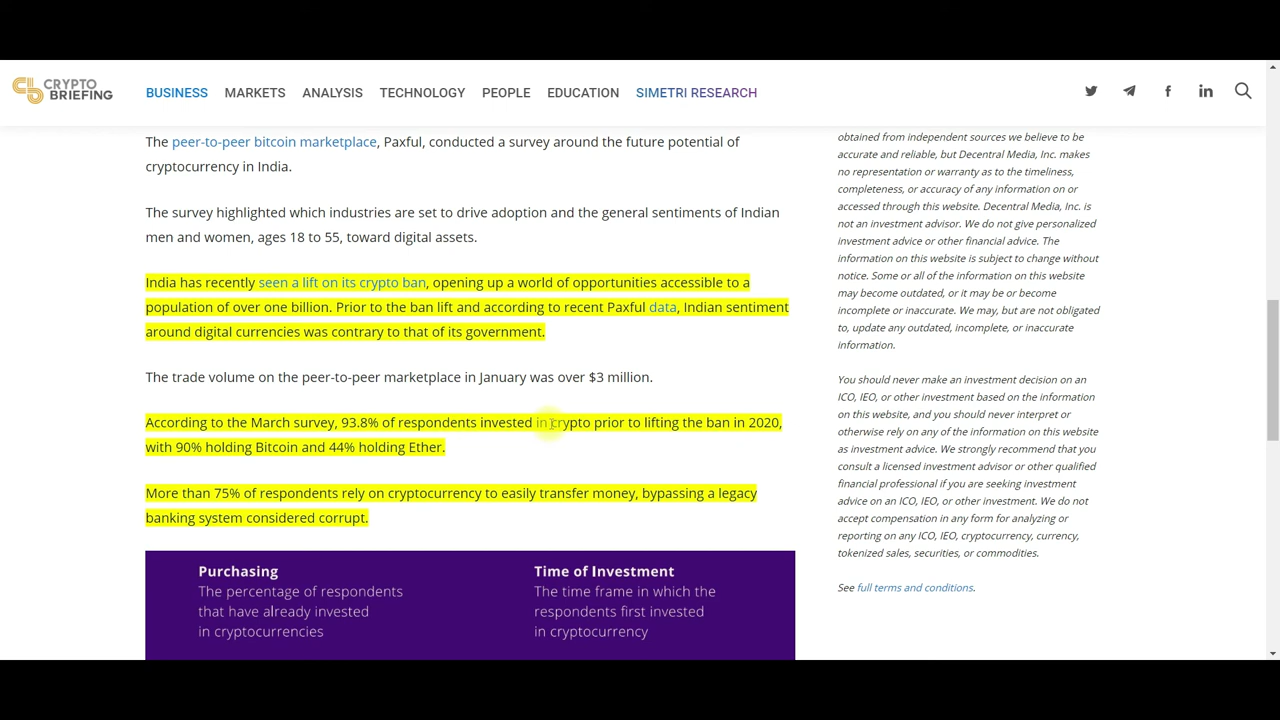 CRYPTO
BRIEFING
BUSINESS MARKETS ANALYSIS TECHNOLOGY PEOPLE EDUCATION SIMETRI RESEARCH
The peer-to-peer bitcoin marketplace, Paxful, conducted a survey around the future potential of
cryptocurrency in India.
The survey highlighted which industries are set to drive adoption and the general sentiments of Indian
men and women, ages 18 to 55, toward digital assets.
India has recently seen a lift on its crypto ban, opening up a world of opportunities accessible to a
population of over one billion. Prior to the ban lift and according to recent Paxful data, Indian sentiment
around digital currencies was contrary to that of its government.
The trade volume on the peer-to-peer marketplace in January was over $3 million.
According to the March survey, 93.8% of respondents invested in crypto prior to lifting the ban in 2020,
with 90% holding Bitcoin and 44% holding Ether.
More than 75% of respondents rely on cryptocurrency to easily transfer money, bypassing a legacy
banking system considered corrupt.
Purchasing
The percentage of respondents
that have already invested
in cryptocurrencies
Time of Investment
The time frame in which the
respondents first invested
in cryptocurrency
obtained from independent sources we believe to be
accurate and reliable, but Decentral Media, Inc. makes
no representation or warranty as to the timeliness,
completeness, or accuracy of any information on or
accessed through this website. Decentral Media, Inc. is
not an investment advisor. We do not give personalized
investment advice or other financial advice. The
information on this website is subject to change without
notice. Some or all of the information on this website
may become outdated, or it may be or become
incomplete or inaccurate. We may, but are not obligated
to, update any outdated, incomplete, or inaccurate
information.
You should never make an investment decision on an
ICO, IEO, or other investment based on the information
on this website, and you should never interpret or
otherwise rely on any of the information on this website
as investment advice. We strongly recommend that you
consult a licensed investment advisor or other qualified
financial professional if you are seeking investment
advice on an ICO, IEO, or other investment. We do not
accept compensation in any form for analyzing or
reporting on any ICO, IEO, cryptocurrency, currency,
tokenized sales, securities, or commodities.
See full terms and conditions.